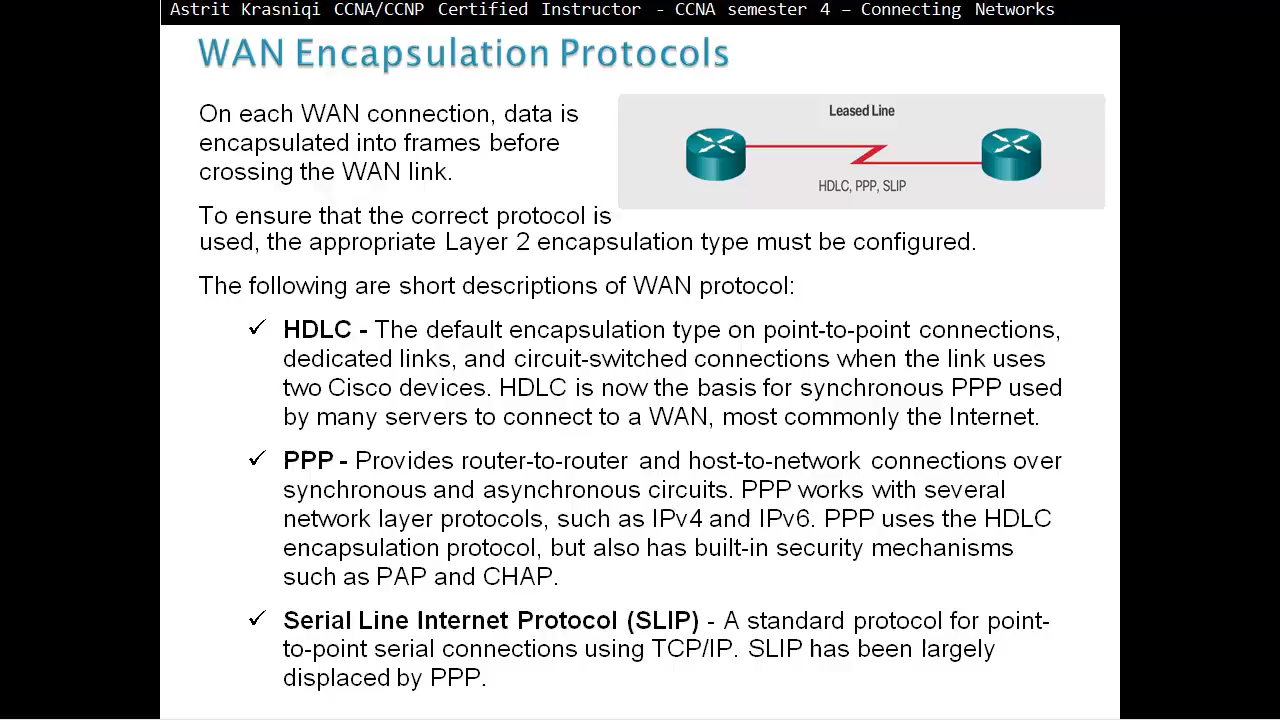 Astrit Krasniqi CCNA/CCNP Certified Instructor - CCNA semester 4 – Connecting Networks
WAN Encapsulation Protocols
On each WAN connection, data is
encapsulated into frames before
crossing the WAN link.
Leased Line
HDLC, PPP, SLIP
To ensure that the correct protocol is
used, the appropriate Layer 2 encapsulation type must be configured.
The following are short descriptions of WAN protocol:
✓ HDLC - The default encapsulation type on point-to-point connections,
dedicated links, and circuit-switched connections when the link uses
two Cisco devices. HDLC is now the basis for synchronous PPP used
by many servers to connect to a WAN, most commonly the Internet.
✓ PPP - Provides router-to-router and host-to-network connections over
synchronous and asynchronous circuits. PPP works with several
network layer protocols, such as IPv4 and IPv6. PPP uses the HDLC
encapsulation protocol, but also has built-in security mechanisms
such as PAP and CHAP.
✓ Serial Line Internet Protocol (SLIP) - A standard protocol for point-
to-point serial connections using TCP/IP. SLIP has been largely
displaced by PPP.